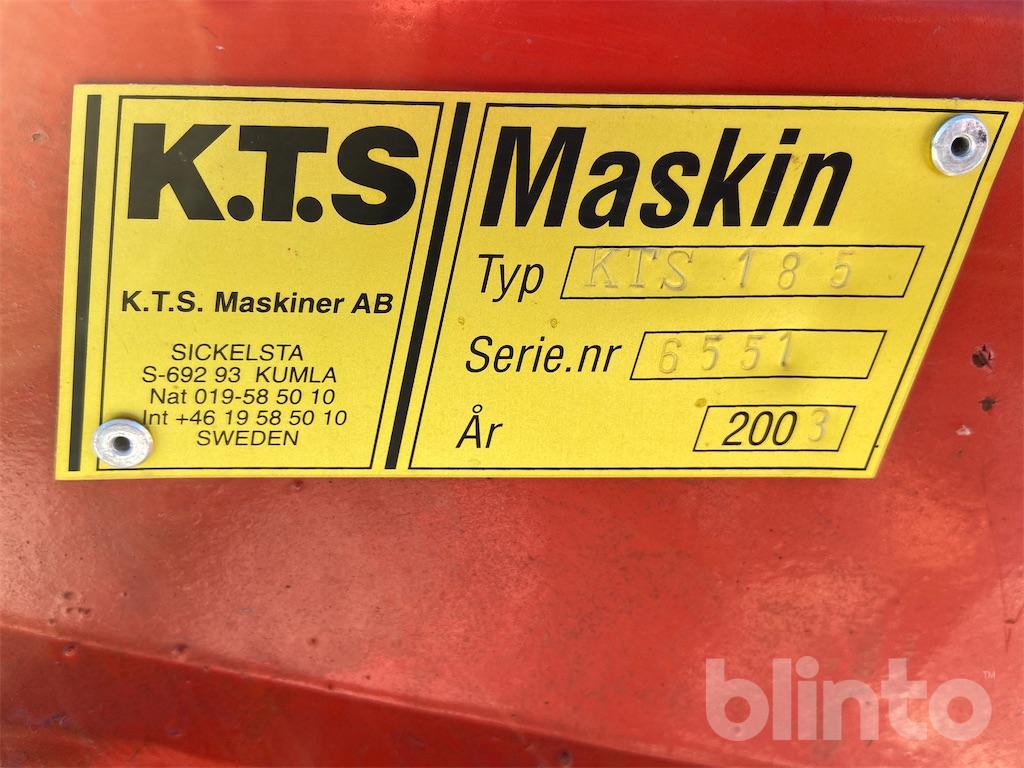 K.T.S
K.T.S. Maskiner AB
SICKELSTA
S-692 93 KUMLA
Nat 019-58 50 10
Int +46 19 58 50 10
SWEDEN
Maskin
Typ KTS 185
Serie.nr 6551
År 2003
blinto™